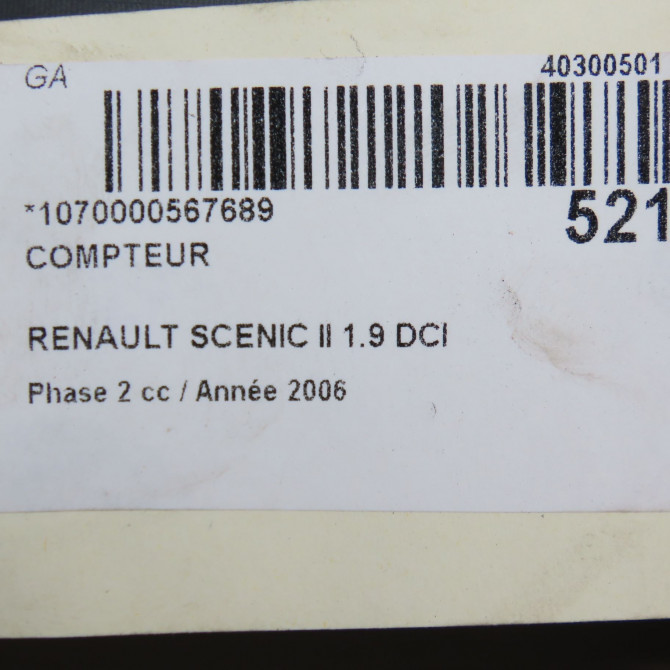 GA 40300501
*1070000567689
521
COMPTEUR
RENAULT SCENIC II 1.9 DCI
Phase 2 cc / Année 2006